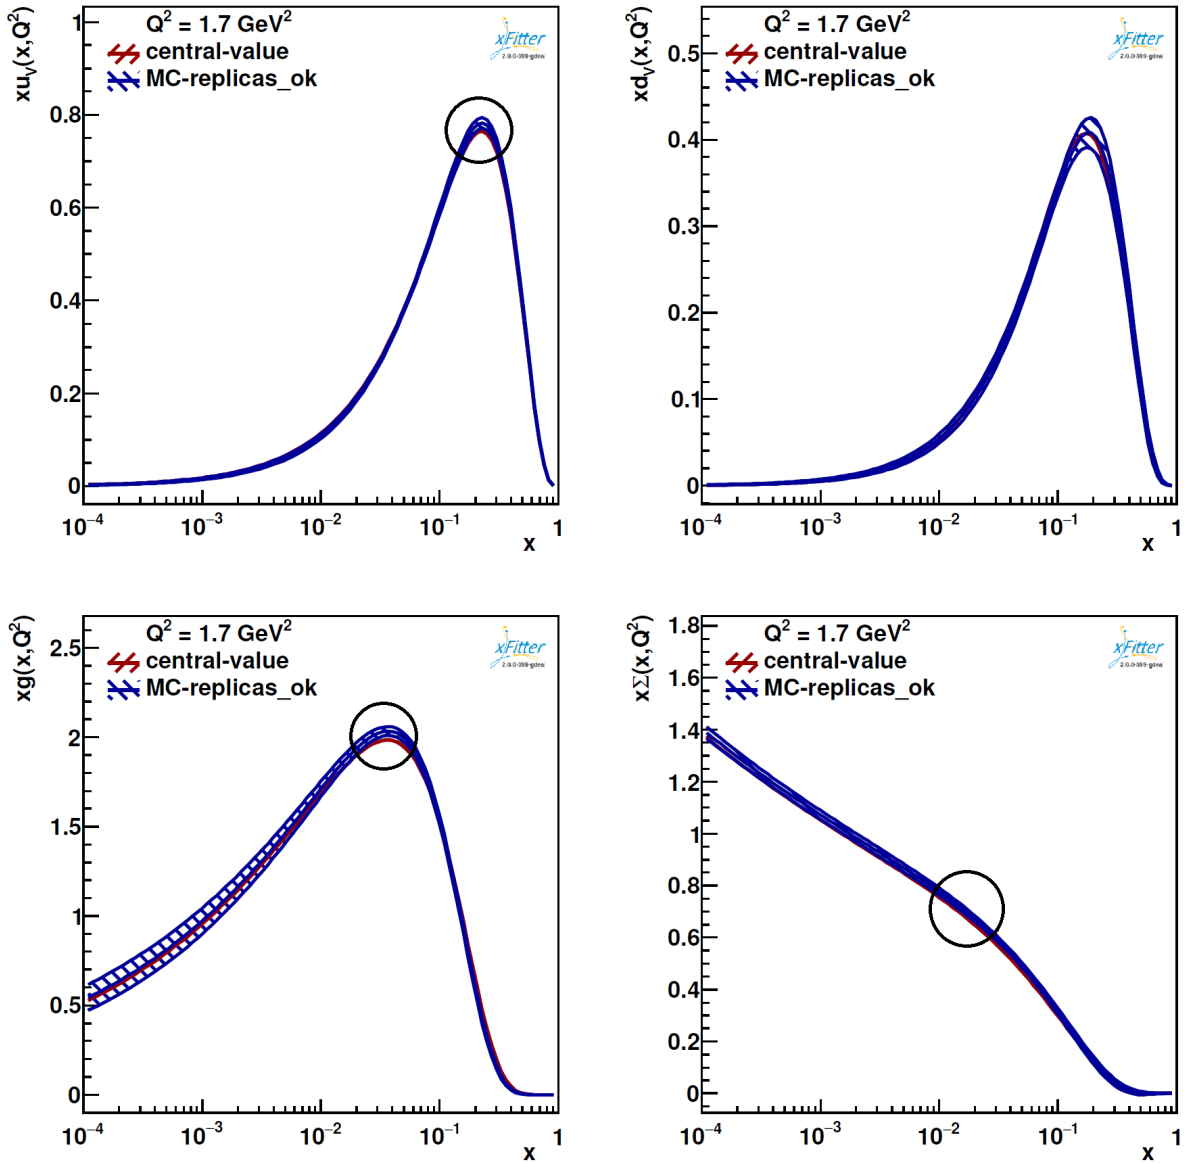 xu_V(x,Q²)
Q² = 1.7 GeV²
central-value
MC-replicas_ok
xFitter
1
0.8
0.6
0.4
0.2
0
10⁻⁴ 10⁻³ 10⁻² 10⁻¹ 1
x
xd_V(x,Q²)
Q² = 1.7 GeV²
central-value
MC-replicas_ok
xFitter
0.5
0.4
0.3
0.2
0.1
0
10⁻⁴ 10⁻³ 10⁻² 10⁻¹ 1
x
xg(x,Q²)
Q² = 1.7 GeV²
central-value
MC-replicas_ok
xFitter
2.5
2
1.5
1
0.5
0
10⁻⁴ 10⁻³ 10⁻² 10⁻¹ 1
x
xΣ(x,Q²)
Q² = 1.7 GeV²
central-value
MC-replicas_ok
xFitter
1.8
1.6
1.4
1.2
1
0.8
0.6
0.4
0.2
0
10⁻⁴ 10⁻³ 10⁻² 10⁻¹ 1
x